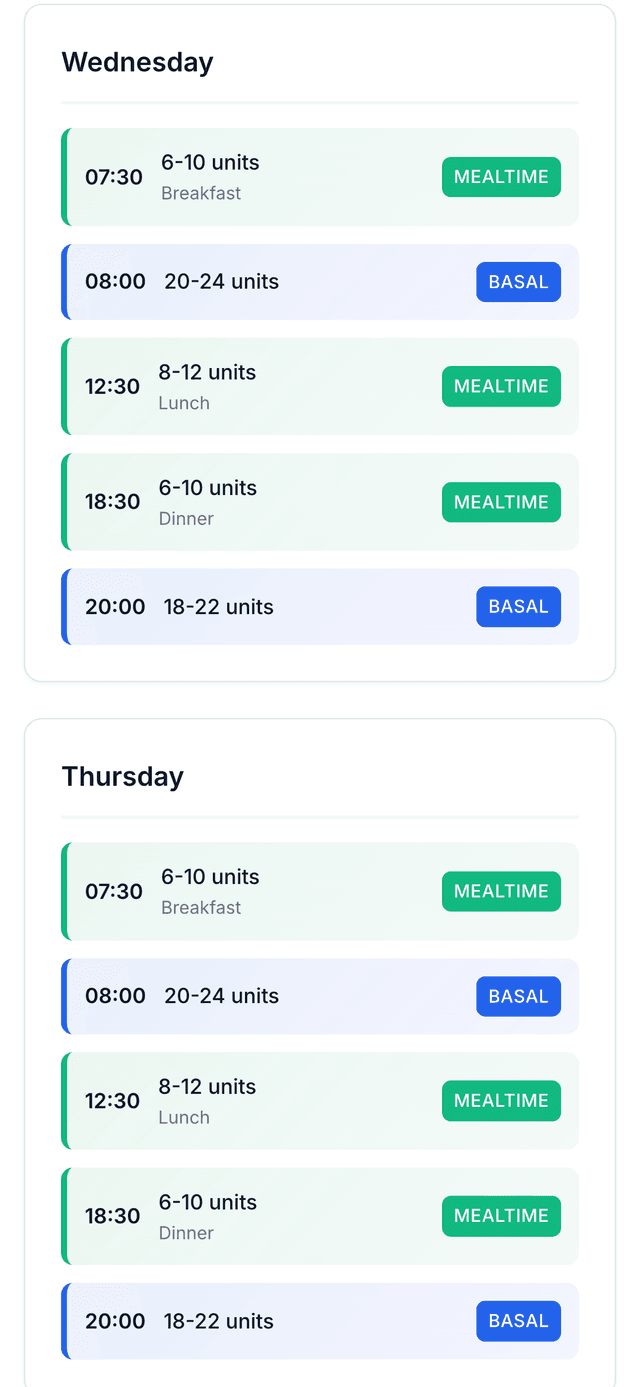 Wednesday
07:30 6-10 units MEALTIME
Breakfast
08:00 20-24 units BASAL
12:30 8-12 units MEALTIME
Lunch
18:30 6-10 units MEALTIME
Dinner
20:00 18-22 units BASAL
Thursday
07:30 6-10 units MEALTIME
Breakfast
08:00 20-24 units BASAL
12:30 8-12 units MEALTIME
Lunch
18:30 6-10 units MEALTIME
Dinner
20:00 18-22 units BASAL